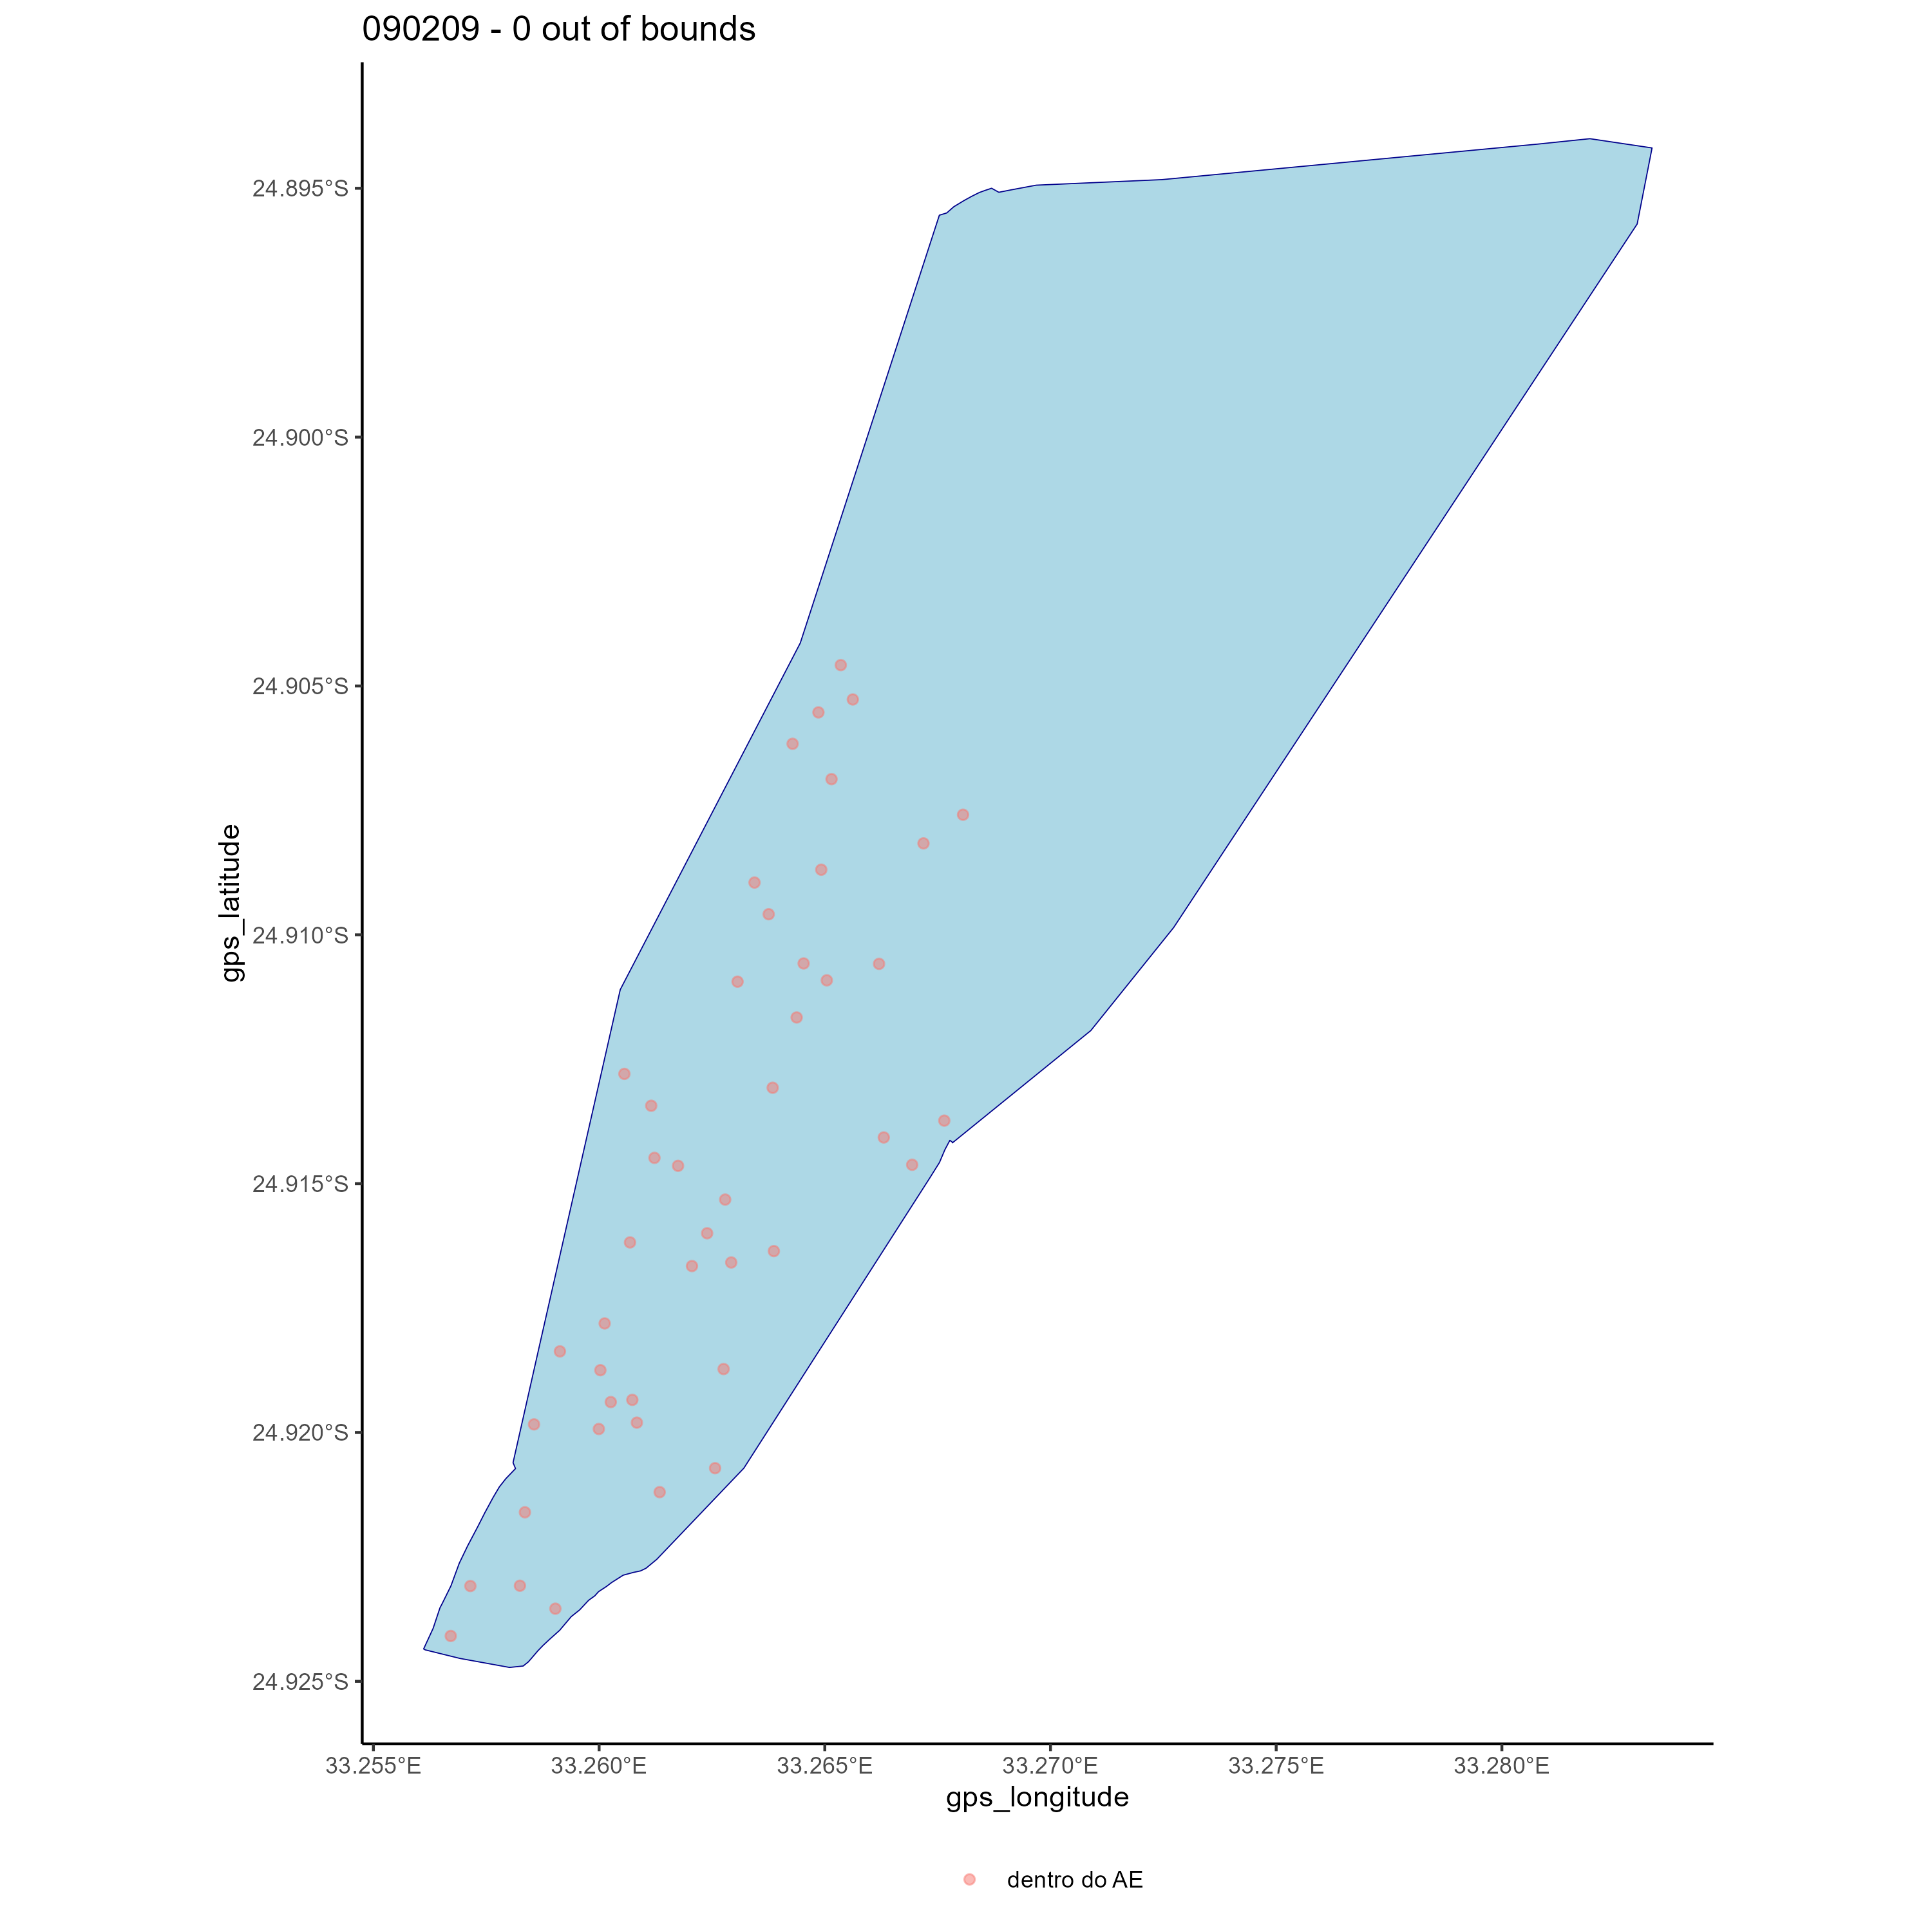 090209 - 0 out of bounds
24.895°S
24.900°S
24.905°S
24.910°S
24.915°S
24.920°S
24.925°S
gps_latitude
33.255°E
33.260°E
33.265°E
33.270°E
33.275°E
33.280°E
gps_longitude
dentro do AE